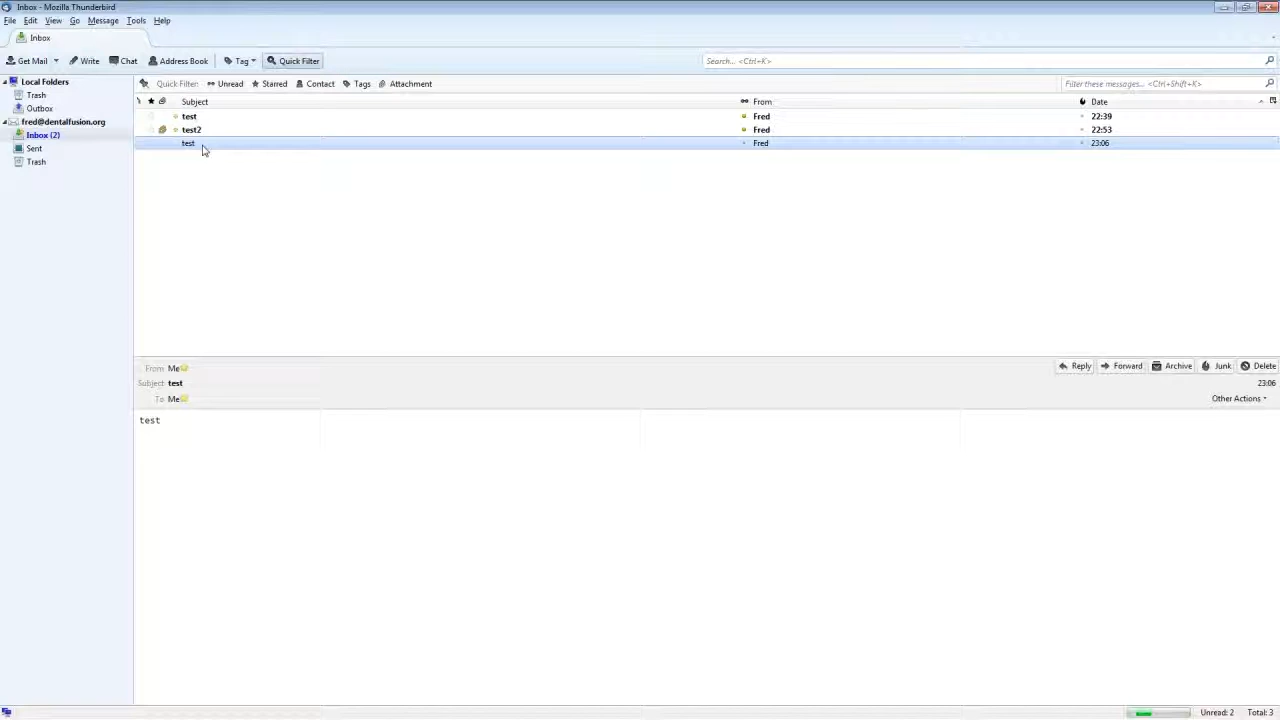 Inbox - Mozilla Thunderbird
File Edit View Go Message Tools Help
Inbox
Get Mail Write Chat Address Book Tag Quick Filter Search... <Ctrl+K>
Local Folders
Trash
Outbox
fred@dentalfusion.org
Inbox (2)
Sent
Trash
Quick Filter: Unread Starred Contact Tags Attachment Filter these messages... <Ctrl+Shift+K>
Subject From Date
test Fred 22:39
test2 Fred 22:53
test Fred 23:06
From Me Reply Forward Archive Junk Delete
Subject test 23:06
To Me Other Actions
test
Unread: 2 Total: 3